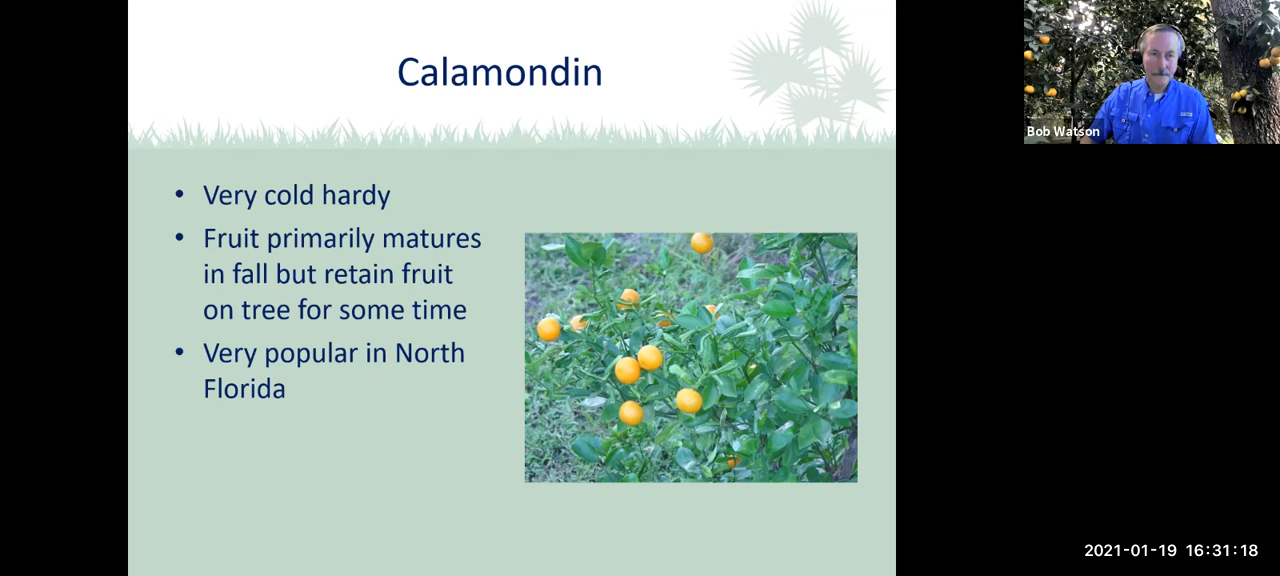 Calamondin
• Very cold hardy
• Fruit primarily matures
in fall but retain fruit
on tree for some time
• Very popular in North
Florida
Bob Watson
2021-01-19 16:31:18